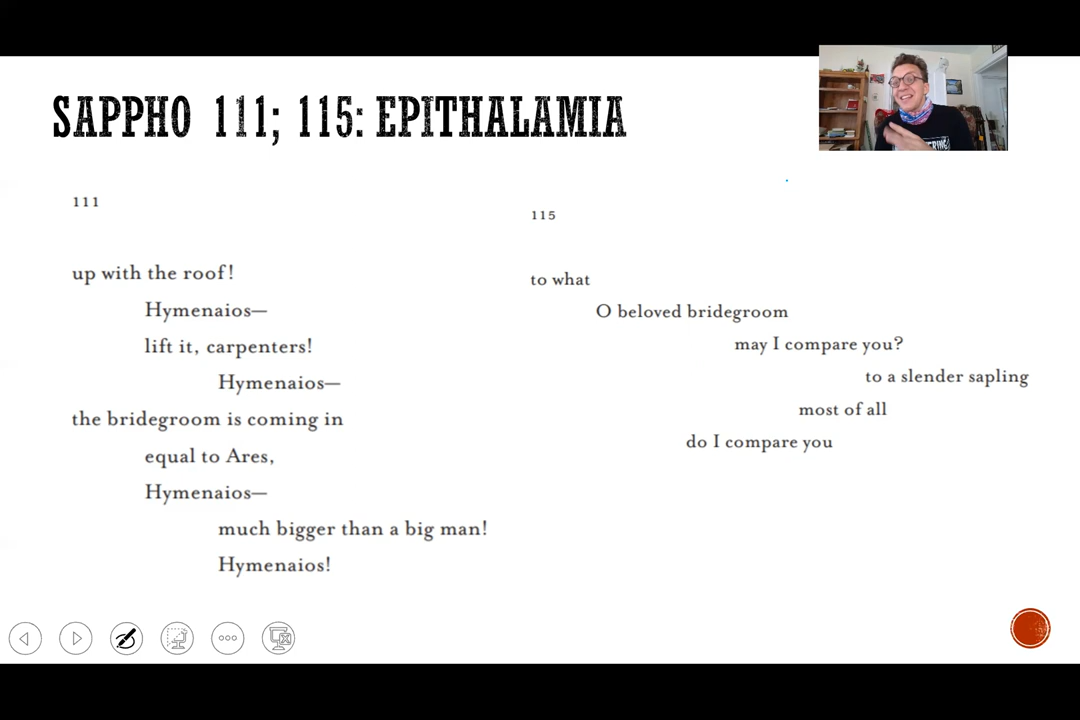 SAPPHO 111; 115: EPITHALAMIA
111
up with the roof!
Hymenaios—
lift it, carpenters!
Hymenaios—
the bridegroom is coming in
equal to Ares,
Hymenaios—
much bigger than a big man!
Hymenaios!
115
to what
O beloved bridegroom
may I compare you?
to a slender sapling
most of all
do I compare you